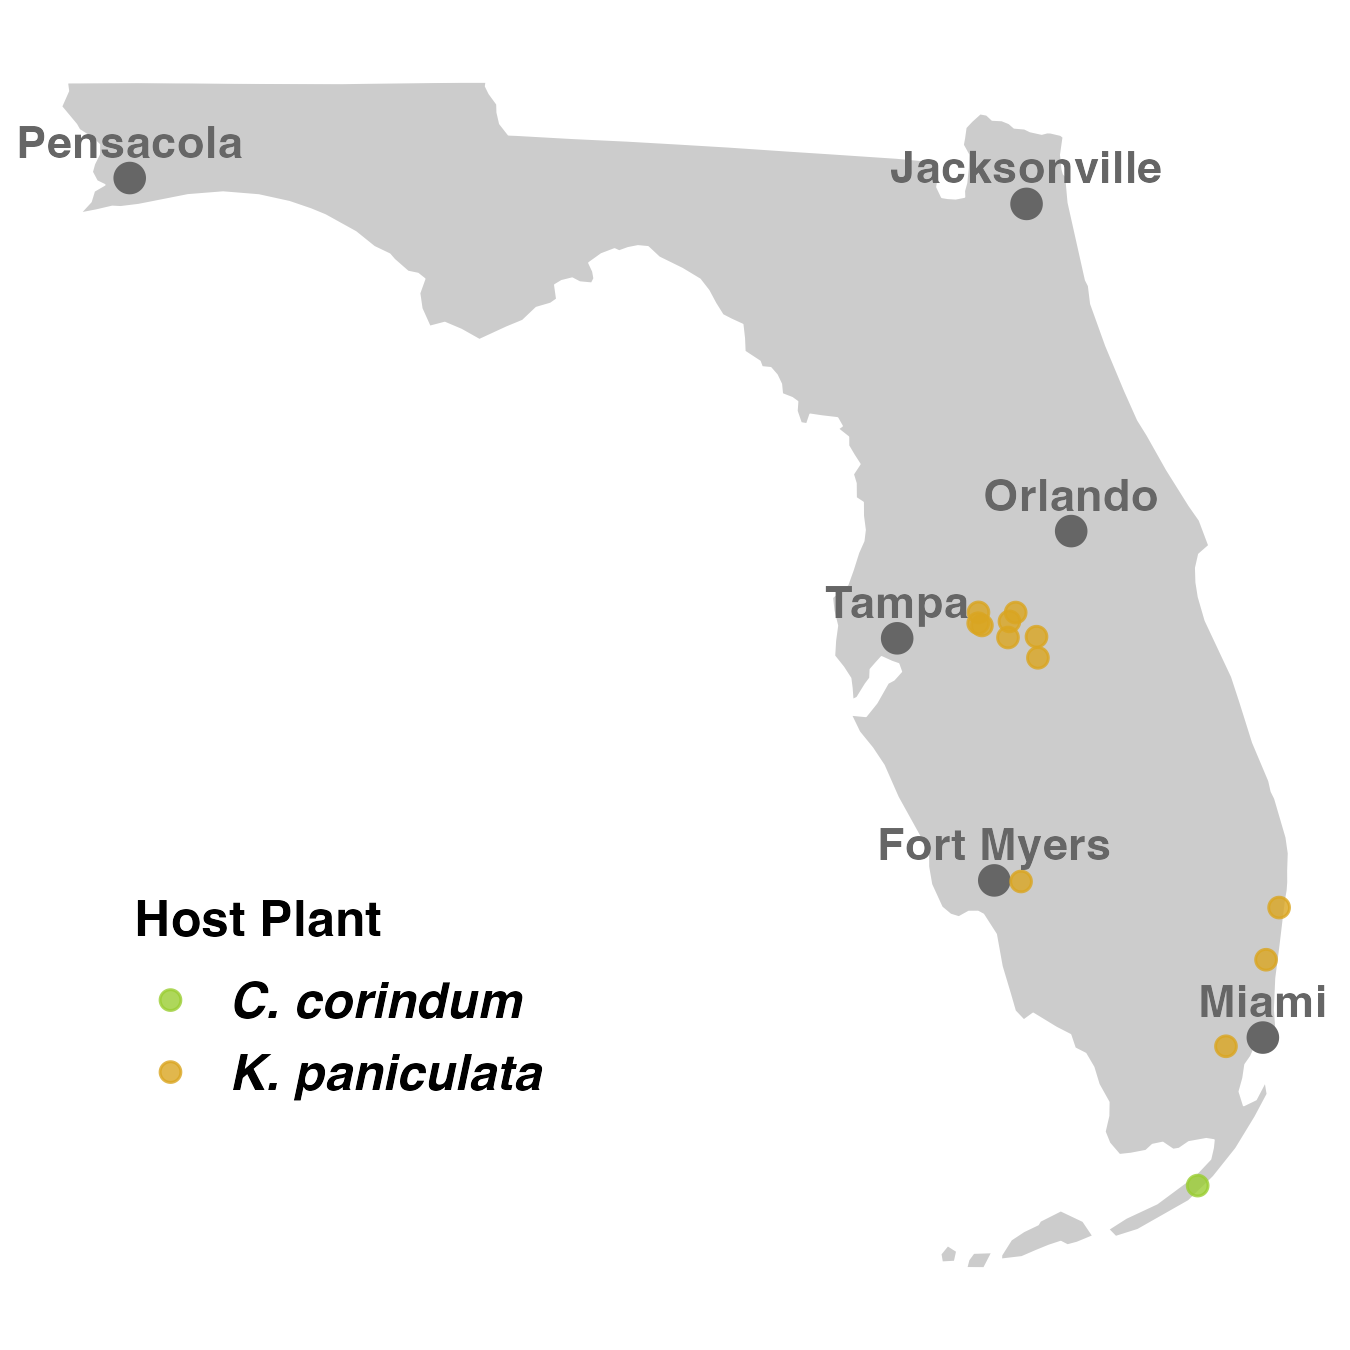 Pensacola
Jacksonville
Orlando
Tampa
Fort Myers
Miami
Host Plant
C. corindum
K. paniculata